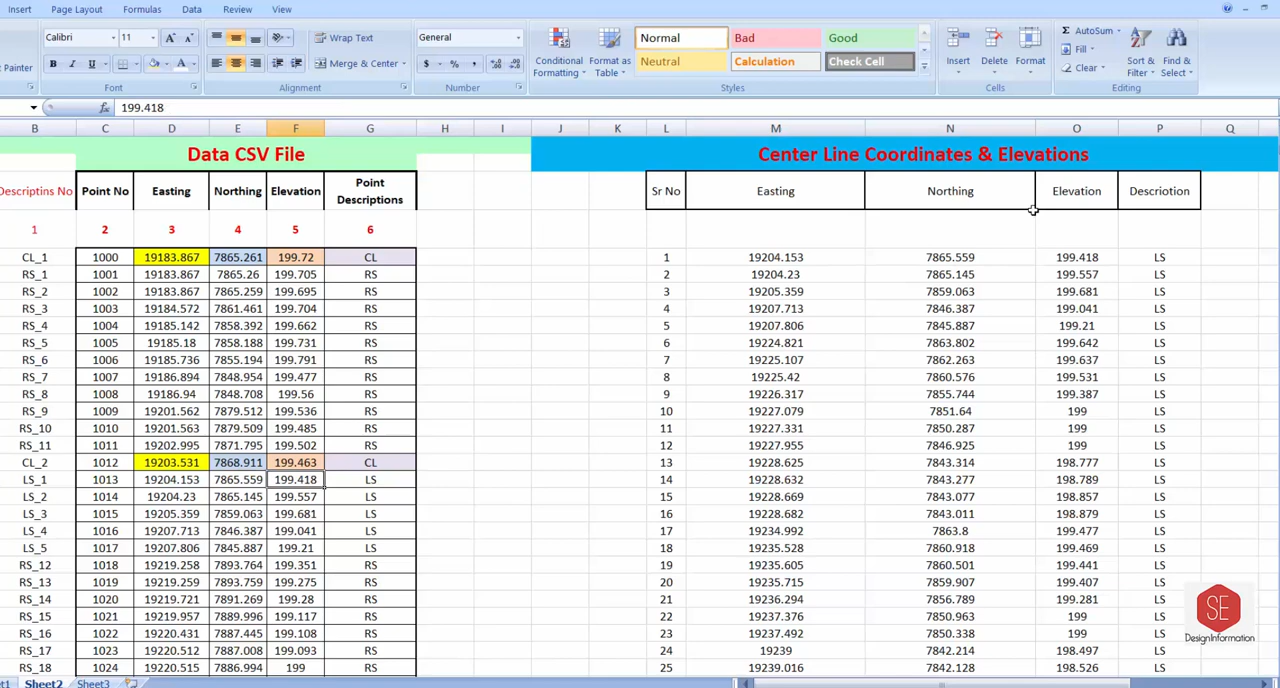 Insert Page Layout Formulas Data Review View
Calibri 11 Wrap Text General Normal Bad Good AutoSum
Painter B I U Merge & Center $ % , Conditional Formatting Format as Table Neutral Calculation Check Cell Insert Delete Format Fill Clear Sort & Filter Find & Select
Font Alignment Number Styles Cells Editing
fx 199.418
B C D E F G H I J K L M N O P Q
Data CSV File Center Line Coordinates & Elevations
Descriptins No Point No Easting Northing Elevation Point Descriptions Sr No Easting Northing Elevation Descriotion
1 2 3 4 5 6
CL_1 1000 19183.867 7865.261 199.72 CL 1 19204.153 7865.559 199.418 LS
RS_1 1001 19183.867 7865.26 199.705 RS 2 19204.23 7865.145 199.557 LS
RS_2 1002 19183.867 7865.259 199.695 RS 3 19205.359 7859.063 199.681 LS
RS_3 1003 19184.572 7861.461 199.704 RS 4 19207.713 7846.387 199.041 LS
RS_4 1004 19185.142 7858.392 199.662 RS 5 19207.806 7845.887 199.21 LS
RS_5 1005 19185.18 7858.188 199.731 RS 6 19224.821 7863.802 199.642 LS
RS_6 1006 19185.736 7855.194 199.791 RS 7 19225.107 7862.263 199.637 LS
RS_7 1007 19186.894 7848.954 199.477 RS 8 19225.42 7860.576 199.531 LS
RS_8 1008 19186.94 7848.708 199.56 RS 9 19226.317 7855.744 199.387 LS
RS_9 1009 19201.562 7879.512 199.536 RS 10 19227.079 7851.64 199 LS
RS_10 1010 19201.563 7879.509 199.485 RS 11 19227.331 7850.287 199 LS
RS_11 1011 19202.995 7871.795 199.502 RS 12 19227.955 7846.925 199 LS
CL_2 1012 19203.531 7868.911 199.463 CL 13 19228.625 7843.314 198.777 LS
LS_1 1013 19204.153 7865.559 199.418 LS 14 19228.632 7843.277 198.789 LS
LS_2 1014 19204.23 7865.145 199.557 LS 15 19228.669 7843.077 198.857 LS
LS_3 1015 19205.359 7859.063 199.681 LS 16 19228.632 7843.011 198.879 LS
LS_4 1016 19207.713 7846.387 199.041 LS 17 19234.992 7863.8 199.477 LS
LS_5 1017 19207.806 7845.887 199.21 LS 18 19235.528 7860.918 199.469 LS
RS_12 1018 19219.258 7893.766 199.351 RS 19 19235.605 7860.501 199.441 LS
RS_13 1019 19219.259 7893.759 199.275 RS 20 19235.715 7859.907 199.407 LS
RS_14 1020 19219.721 7891.269 199.28 RS 21 19236.294 7856.789 199.281 LS
RS_15 1021 19219.957 7889.996 199.117 RS 22 19237.376 7850.963 199 LS
RS_16 1022 19220.431 7887.445 199.108 RS 23 19237.492 7850.338 199 LS
RS_17 1023 19220.512 7887.008 199.093 RS 24 19239 7842.214 198.497 LS
RS_18 1024 19220.515 7886.994 199 RS 25 19239.016 7842.128 198.526 LS
SE
DesignInformation
Sheet2 Sheet3